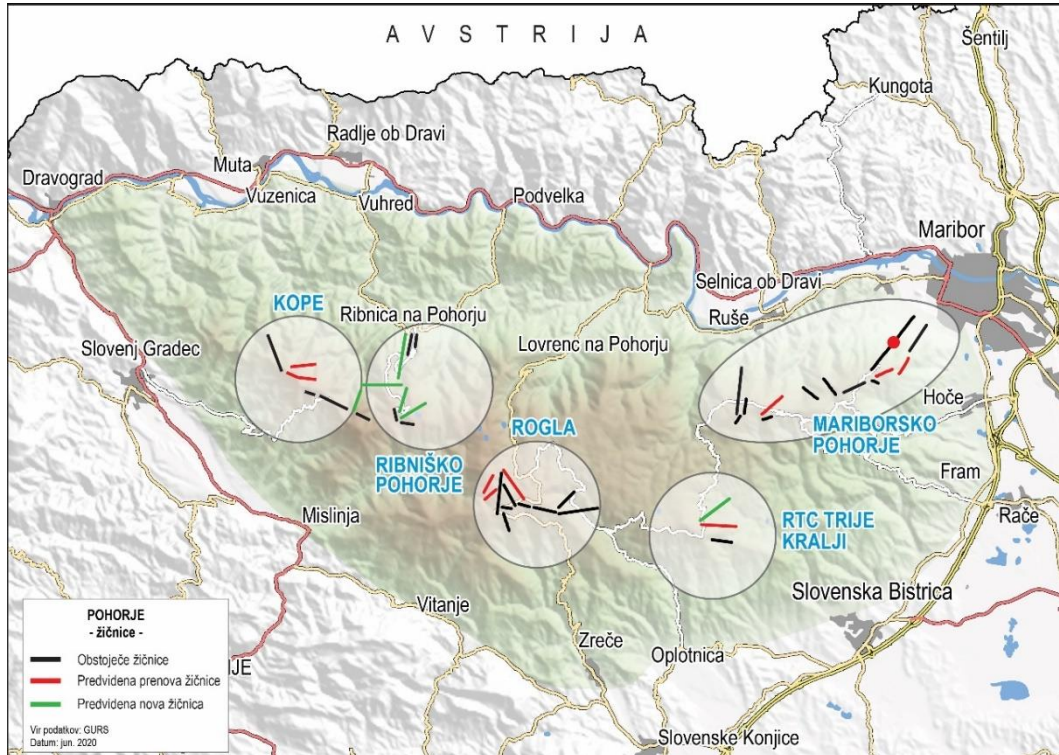 A V S T R I J A
Šentilj
Kungota
Radlje ob Dravi
Muta
Dravograd
Vuzenica
Vuhred
Podvelka
Maribor
Selnica ob Dravi
Ruše
KOPE
Ribnica na Pohorju
Slovenj Gradec
Lovrenc na Pohorju
Hoče
MARIBORSKO
POHORJE
ROGLA
RIBNIŠKO
POHORJE
Fram
Rače
Mislinja
RTC TRIJE
KRALJI
Slovenska Bistrica
Vitanje
Zreče
Oplotnica
Slovenske Konjice
POHORJE
- žičnice -
Obstoječe žičnice
Predvidena prenova žičnice
Predvidena nova žičnica
Vir podatkov: GURS
Datum: jun. 2020